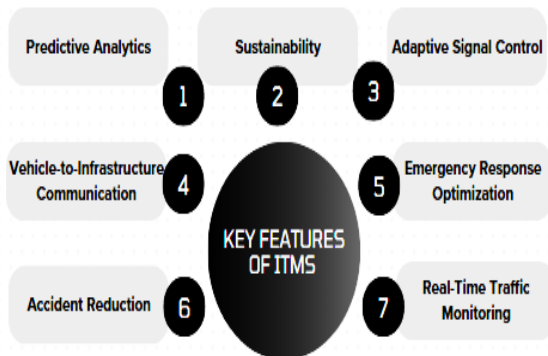 Predictive Analytics
1
Sustainability
2
Adaptive Signal Control
3
Vehicle-to-Infrastructure
Communication
4
Emergency Response
Optimization
5
KEY FEATURES
OF ITMS
Accident Reduction
6
Real-Time Traffic
Monitoring
7